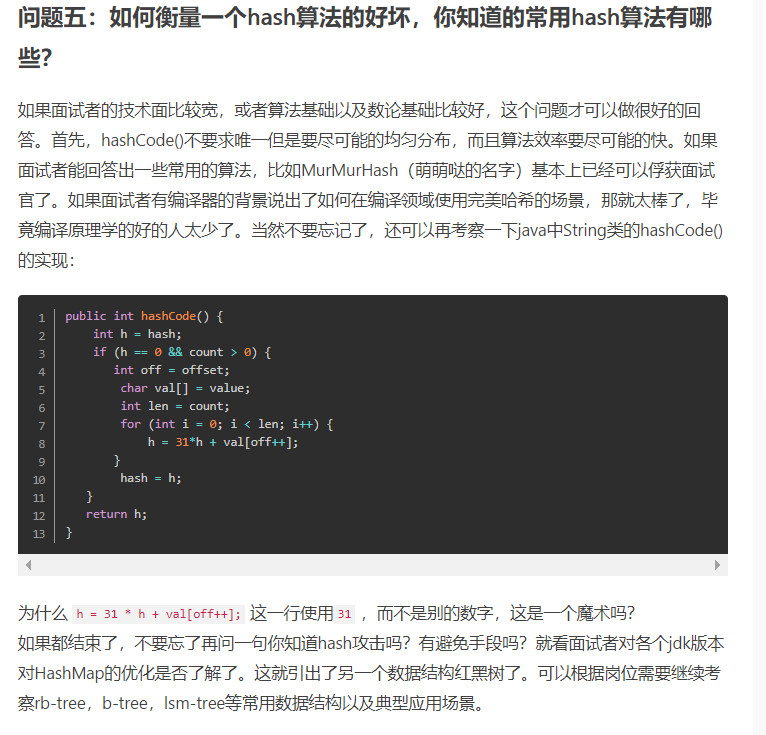 问题五：如何衡量一个hash算法的好坏，你知道的常用hash算法有哪
些？
如果面试者的技术面比较宽，或者算法基础以及数论基础比较好，这个问题才可以做很好的回
答。首先，hashCode()不要求唯一但是要尽可能的均匀分布，而且算法效率要尽可能的快。如果
面试者能回答出一些常用的算法，比如MurMurHash（萌萌哒的名字）基本上已经可以俘获面试
官了。如果面试者有编译器的背景说出了如何在编译领域使用完美哈希的场景，那就太棒了，毕
竟编译原理学的好的人太少了。当然不要忘记了，还可以再考察一下java中String类的hashCode()
的实现：
1 public int hashCode() {
2 int h = hash;
3 if (h == 0 && count > 0) {
4 int off = offset;
5 char val[] = value;
6 int len = count;
7 for (int i = 0; i < len; i++) {
8 h = 31*h + val[off++];
9 }
10 hash = h;
11 }
12 return h;
13 }
为什么 h = 31 * h + val[off++]; 这一行使用 31 ，而不是别的数字，这是一个魔术吗？
如果都结束了，不要忘了再问一句你知道hash攻击吗？有避免手段吗？就看面试者对各个jdk版本
对HashMap的优化是否了解了。这就引出了另一个数据结构红黑树了。可以根据岗位需要继续考
察rb-tree，b-tree，lsm-tree等常用数据结构以及典型应用场景。